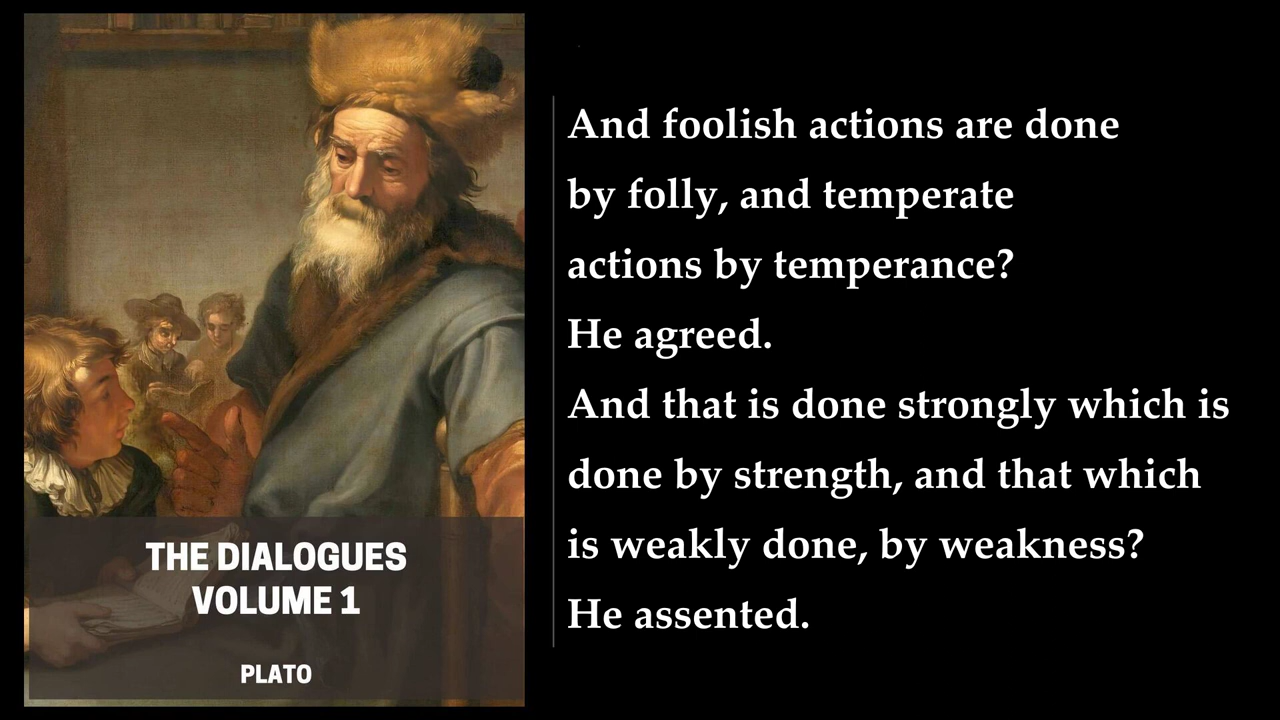 THE DIALOGUES
VOLUME 1
PLATO
And foolish actions are done
by folly, and temperate
actions by temperance?
He agreed.
And that is done strongly which is
done by strength, and that which
is weakly done, by weakness?
He assented.